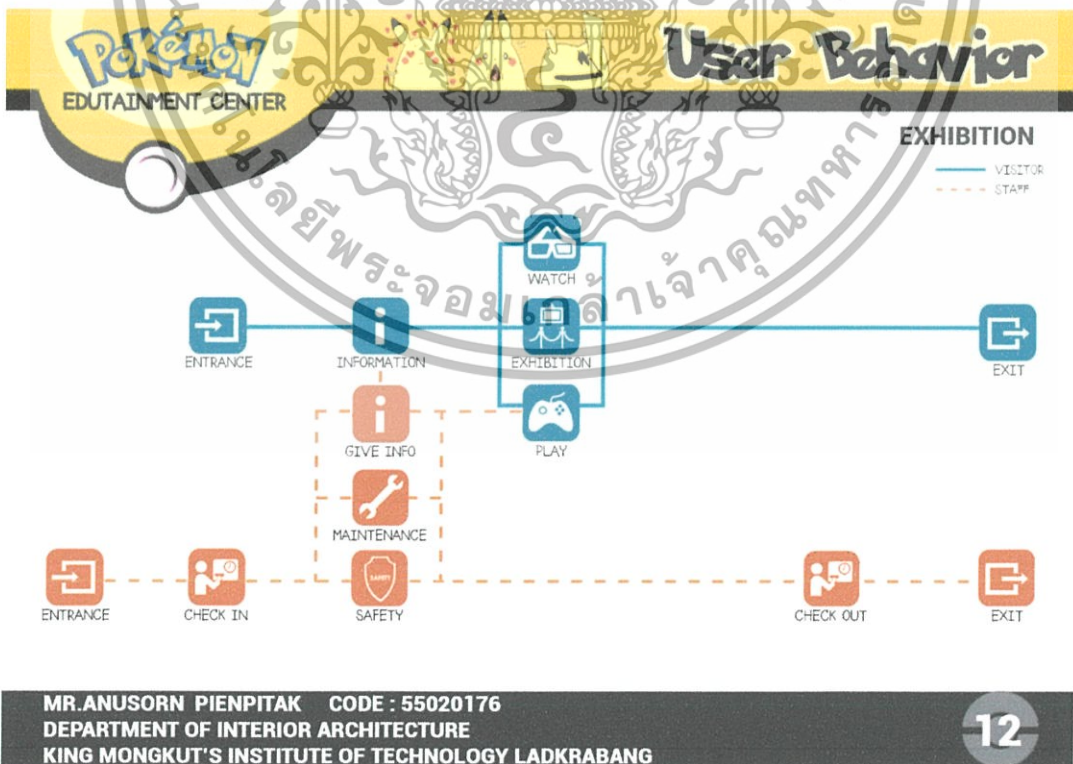 Pokémon
EDUTAINMENT CENTER
User Behavior
EXHIBITION
VISITOR
STAFF
WATCH
ENTRANCE
INFORMATION
EXHIBITION
EXIT
GIVE INFO
PLAY
MAINTENANCE
SAFETY
ENTRANCE
CHECK IN
SAFETY
CHECK OUT
EXIT
MR.ANUSORN PIENPITAK CODE : 55020176
DEPARTMENT OF INTERIOR ARCHITECTURE
KING MONGKUT'S INSTITUTE OF TECHNOLOGY LADKRABANG
12